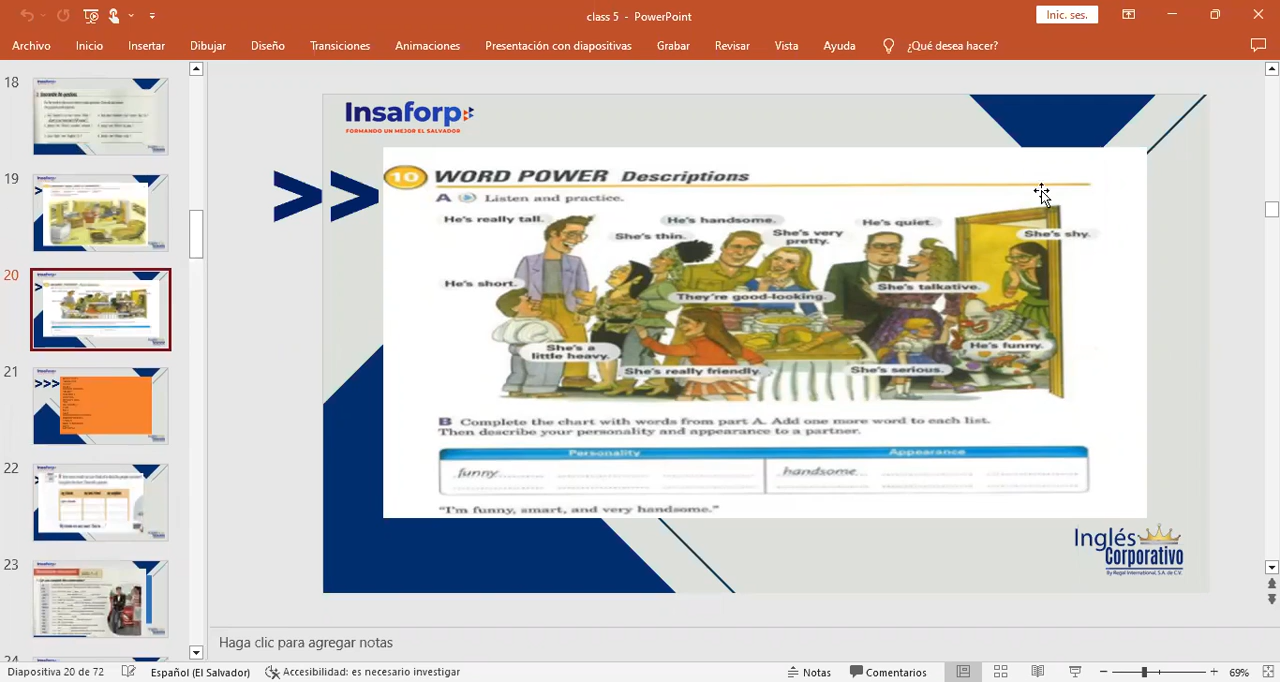 class 5 - PowerPoint
Inic. ses.
Archivo Inicio Insertar Dibujar Diseño Transiciones Animaciones Presentación con diapositivas Grabar Revisar Vista Ayuda ¿Qué desea hacer?
18
19
20
21
22
23
24
Insaforp
FORMANDO UN MEJOR EL SALVADOR
10 WORD POWER Descriptions
A Listen and practice.
He's really tall.
He's handsome.
He's quiet.
She's thin.
She's very
pretty.
She's shy.
He's short.
They're good-looking.
She's talkative.
She's a
little heavy.
He's funny.
She's really friendly.
She's serious.
B Complete the chart with words from part A. Add one more word to each list.
Then describe your personality and appearance to a partner.
Personality Appearance
funny handsome
"I'm funny, smart, and very handsome."
Inglés
Corporativo
By Regal International, S.A. de C.V.
Haga clic para agregar notas
Diapositiva 20 de 72 Español (El Salvador) Accesibilidad: es necesario investigar Notas Comentarios 69%